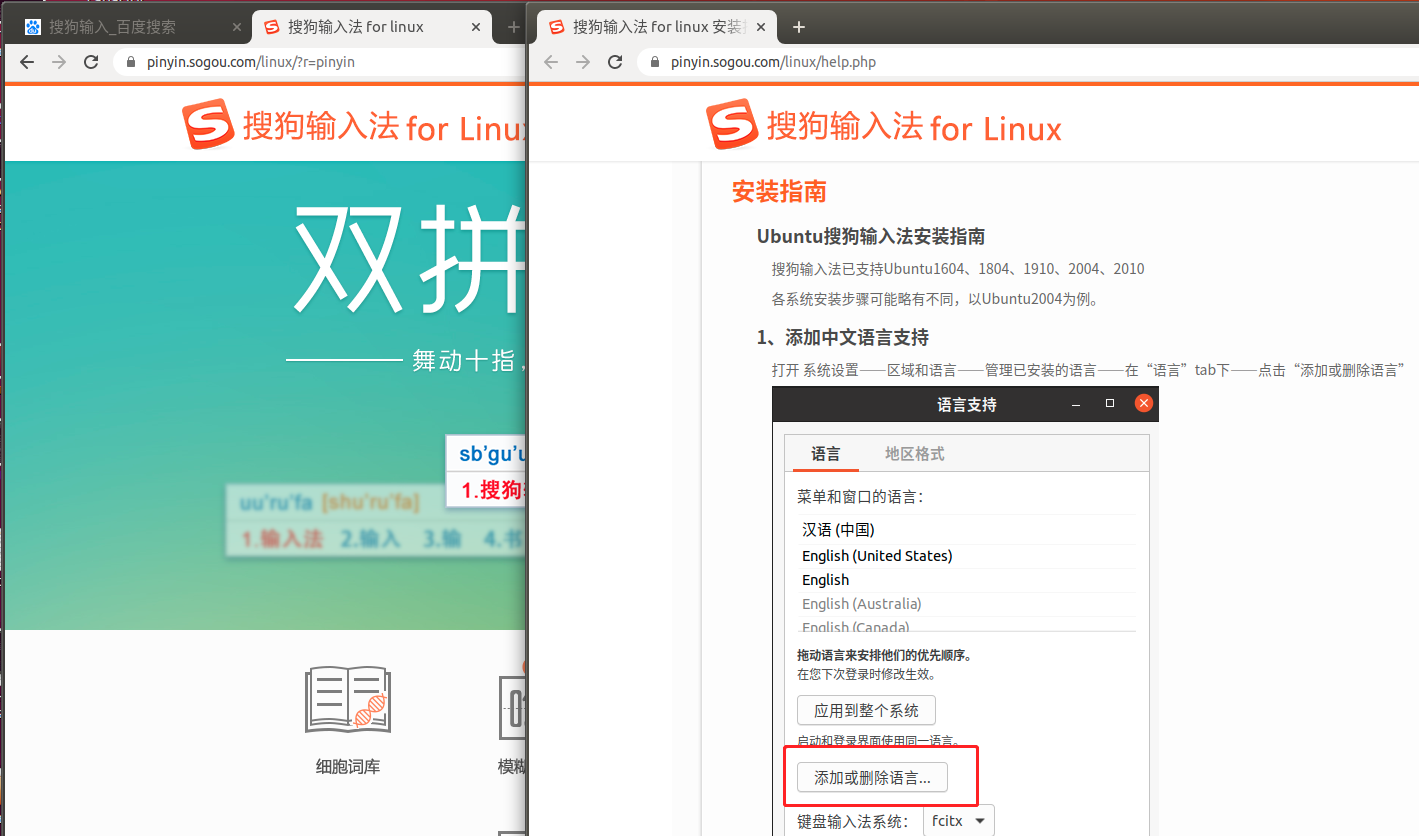 搜狗输入_百度搜索
搜狗输入法 for linux
pinyin.sogou.com/linux/?r=pinyin
搜狗输入法 for Linux
双拼
舞动十指，
sb'gu'u
1.搜狗
uu'ru'fa [shu'ru'fa]
1.输入法 2.输入 3.输 4.书
细胞词库
模糊
搜狗输入法 for linux 安装
pinyin.sogou.com/linux/help.php
搜狗输入法 for Linux
安装指南
Ubuntu搜狗输入法安装指南
搜狗输入法已支持Ubuntu1604、1804、1910、2004、2010
各系统安装步骤可能略有不同，以Ubuntu2004为例。
1、添加中文语言支持
打开 系统设置——区域和语言——管理已安装的语言——在“语言”tab下——点击“添加或删除语言”
语言支持
语言 地区格式
菜单和窗口的语言：
汉语 (中国)
English (United States)
English
English (Australia)
English (Canada)
拖动语言来安排他们的优先顺序。
在您下次登录时修改生效。
应用到整个系统
启动和登录界面使用同一语言。
添加或删除语言...
键盘输入法系统： fcitx